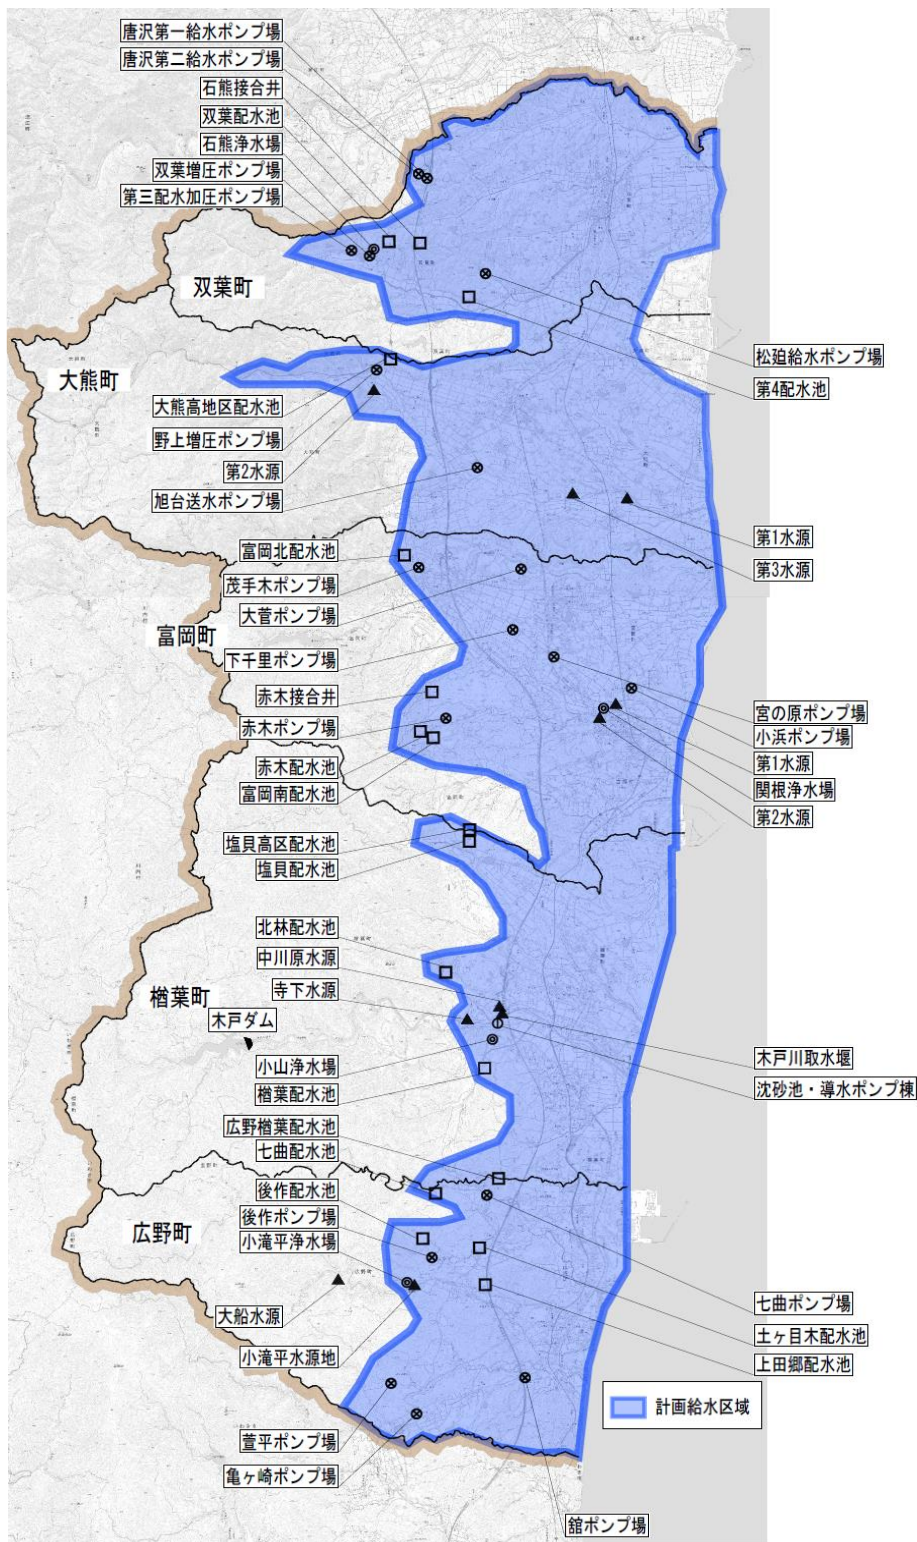 唐沢第一給水ポンプ場
唐沢第二給水ポンプ場
石熊接合井
双葉配水池
石熊浄水場
双葉増圧ポンプ場
第三配水加圧ポンプ場
双葉町
松迫給水ポンプ場
大熊町
第4配水池
大熊高地区配水池
野上増圧ポンプ場
第2水源
旭台送水ポンプ場
第1水源
富岡北配水池
第3水源
茂手木ポンプ場
大菅ポンプ場
富岡町
下千里ポンプ場
赤木接合井
赤木ポンプ場
宮の原ポンプ場
小浜ポンプ場
赤木配水池
第1水源
富岡南配水池
関根浄水場
第2水源
塩貝高区配水池
塩貝配水池
北林配水池
中川原水源
寺下水源
楢葉町
木戸ダム
木戸川取水堰
小山浄水場
沈砂池・導水ポンプ棟
楢葉配水池
広野楢葉配水池
七曲配水池
後作配水池
広野町
後作ポンプ場
小滝平浄水場
七曲ポンプ場
大船水源
土ヶ目木配水池
小滝平水源地
上田郷配水池
計画給水区域
萱平ポンプ場
亀ヶ崎ポンプ場
舘ポンプ場